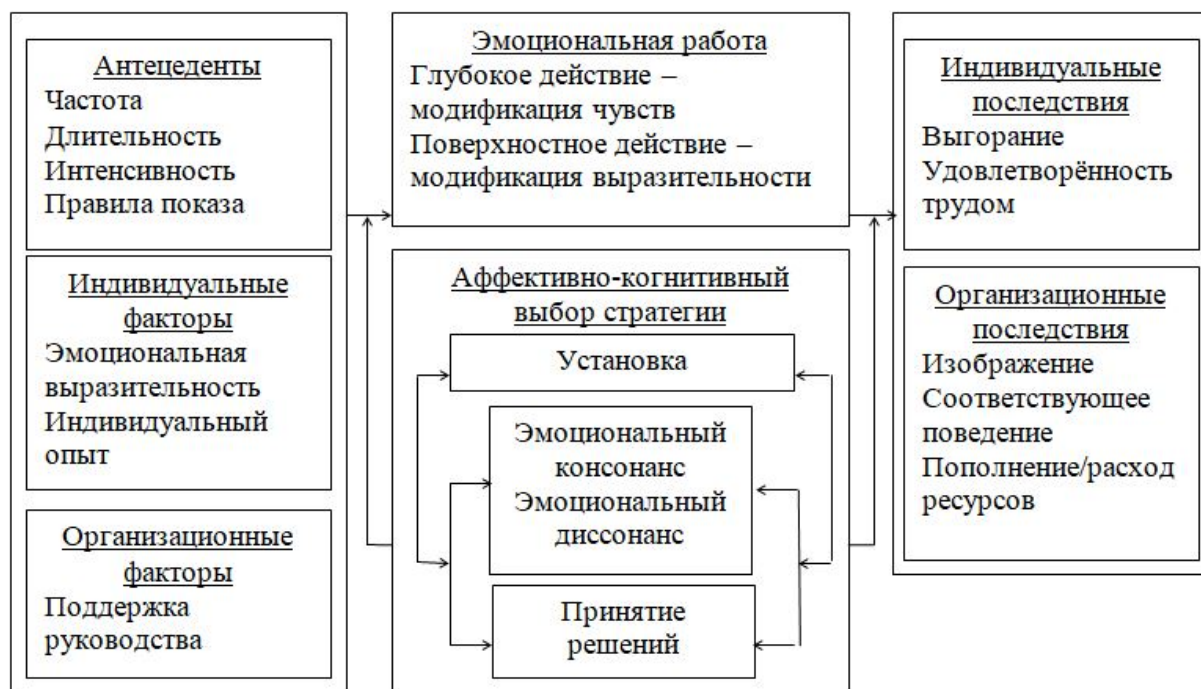 Антецеденты
Частота
Длительность
Интенсивность
Правила показа
Индивидуальные
факторы
Эмоциональная
выразительность
Индивидуальный
опыт
Организационные
факторы
Поддержка
руководства
Эмоциональная работа
Глубокое действие –
модификация чувств
Поверхностное действие –
модификация выразительности
Аффективно-когнитивный
выбор стратегии
Установка
Эмоциональный
консонанс
Эмоциональный
диссонанс
Принятие
решений
Индивидуальные
последствия
Выгорание
Удовлетворённость
трудом
Организационные
последствия
Изображение
Соответствующее
поведение
Пополнение/расход
ресурсов